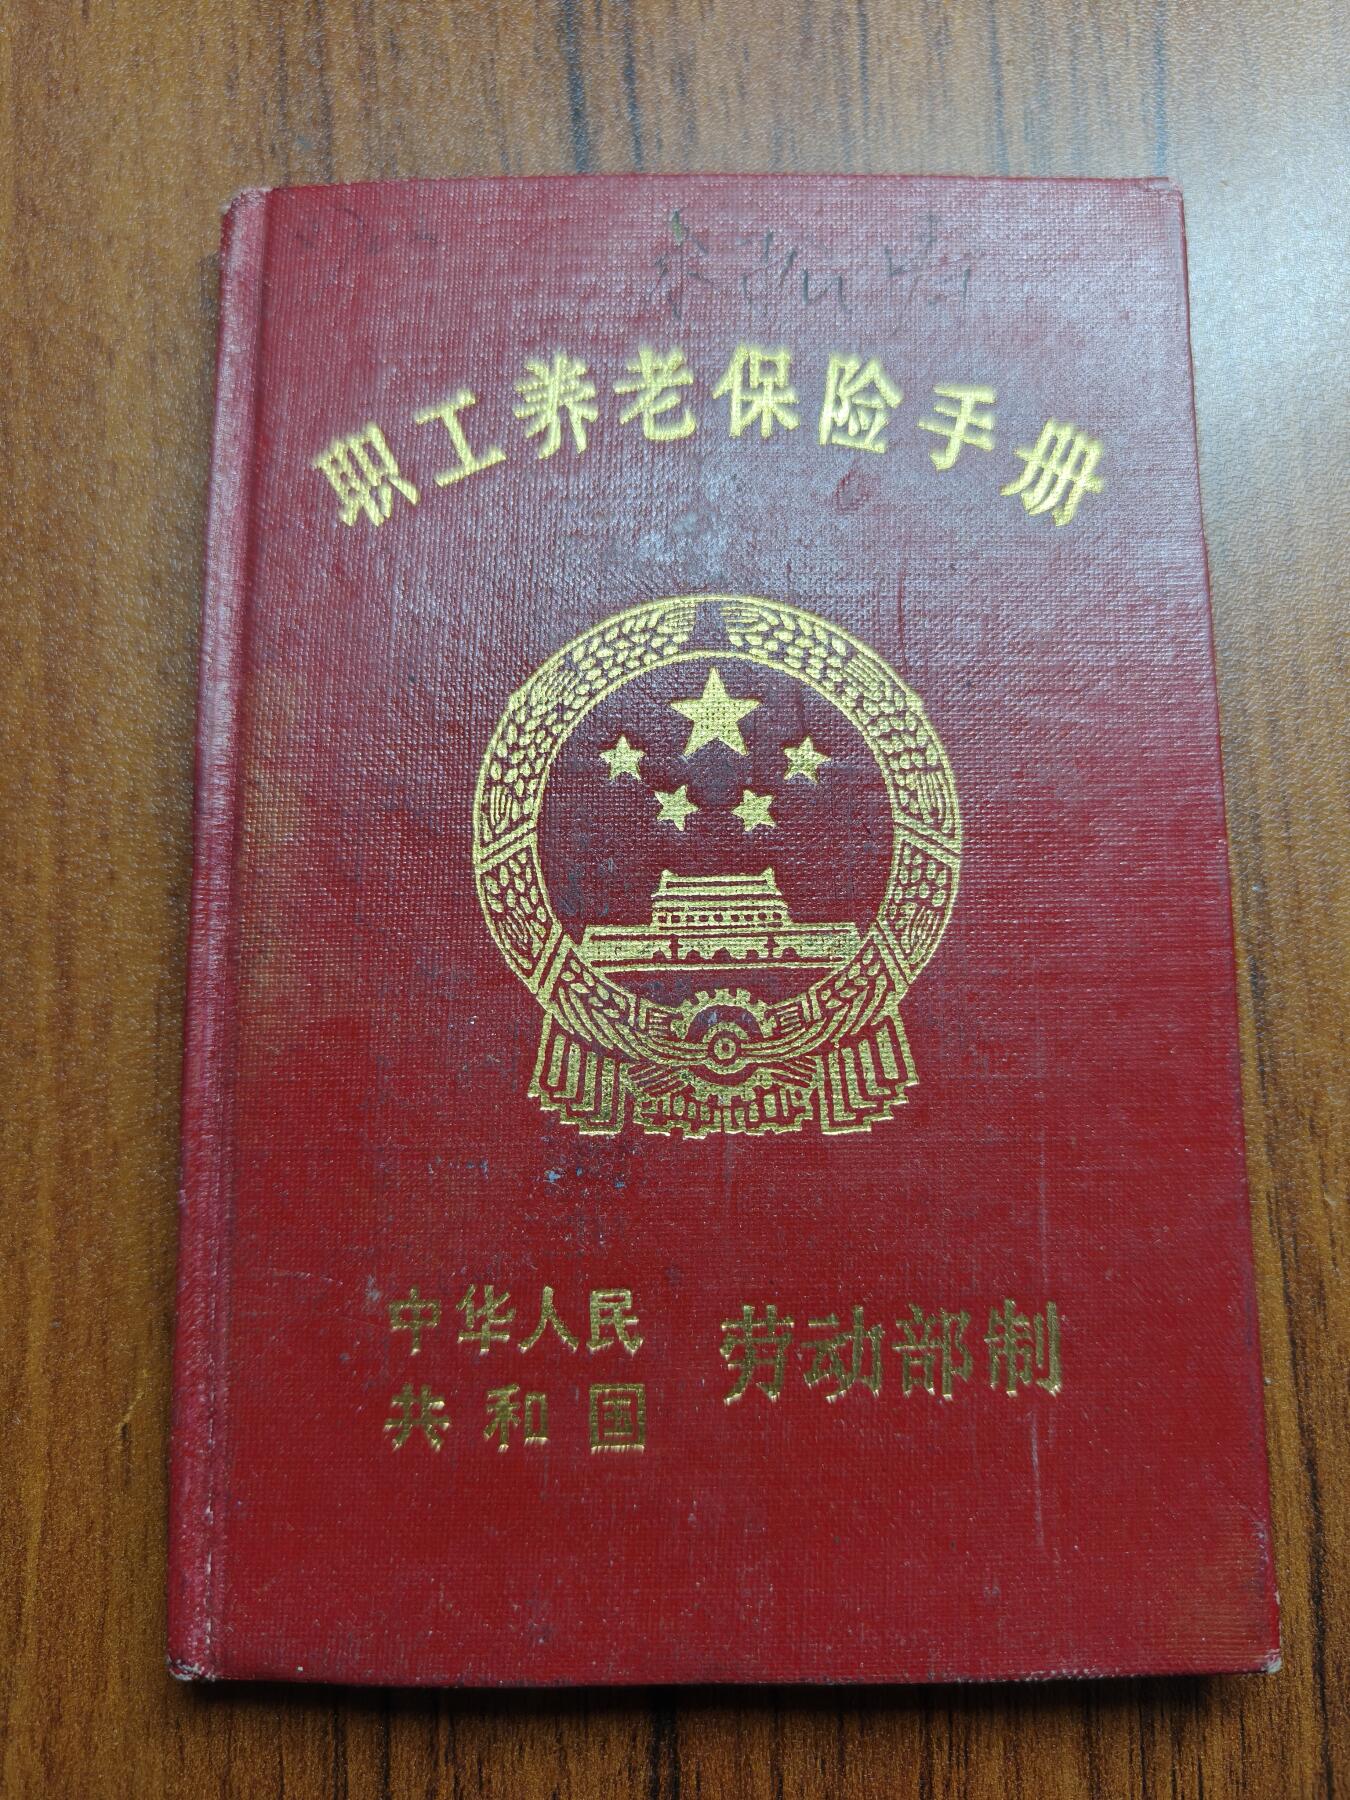 职工养老保险手册
中华人民
共和国
劳动部制